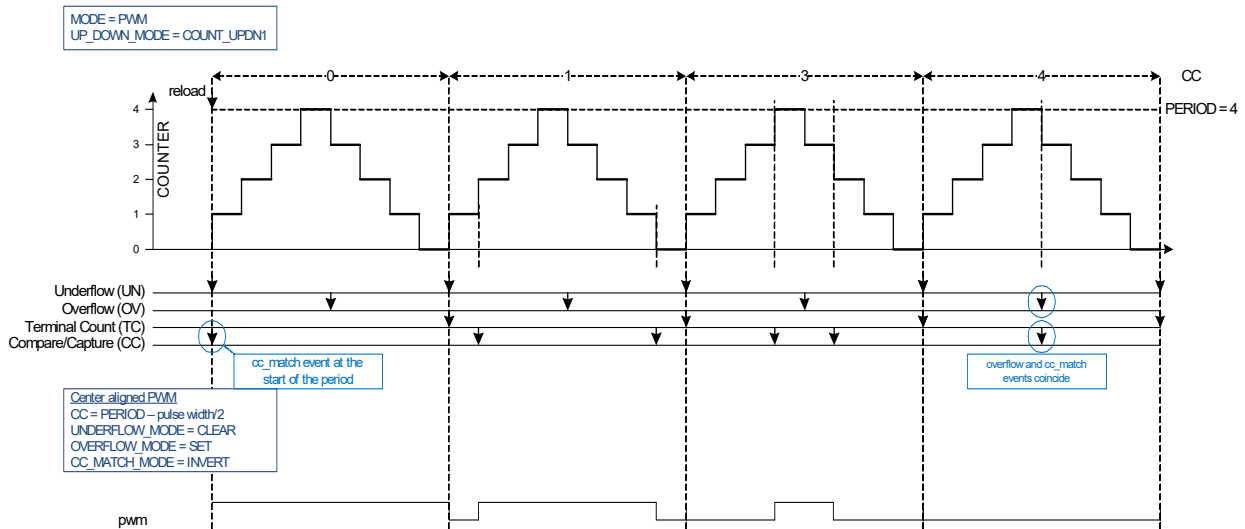 MODE = PWM
UP_DOWN_MODE = COUNT_UPDN1
0 1 3 4 CC
reload
4 PERIOD = 4
3
2
1
0
COUNTER
Underflow (UN)
Overflow (OV)
Terminal Count (TC)
Compare/Capture (CC)
cc_match event at the
start of the period
overflow and cc_match
events coincide
Center aligned PWM
CC = PERIOD – pulse width/2
UNDERFLOW_MODE = CLEAR
OVERFLOW_MODE = SET
CC_MATCH_MODE = INVERT
pwm